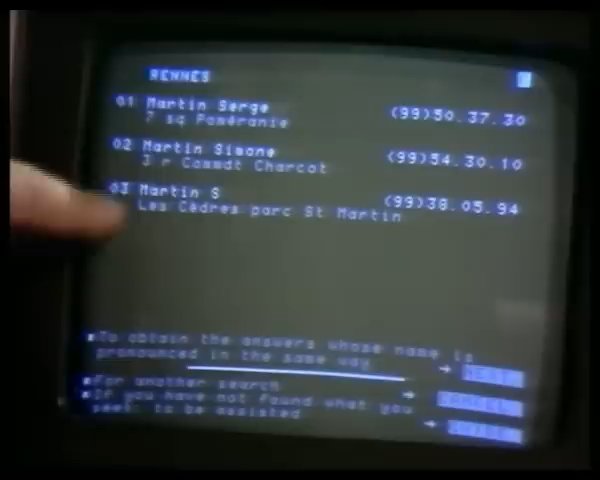 RENNES
01 Martin Serge (99)50.37.30
7 sq Poméranie
02 Martin Simone (99)54.30.10
3 r Commdt Charcot
03 Martin S (99)38.05.94
Les Cèdres parc St Martin
To obtain the answers whose name is
pronounced in the same way →
For another search → CANCEL
If you have not found what you
seek: to be assisted →